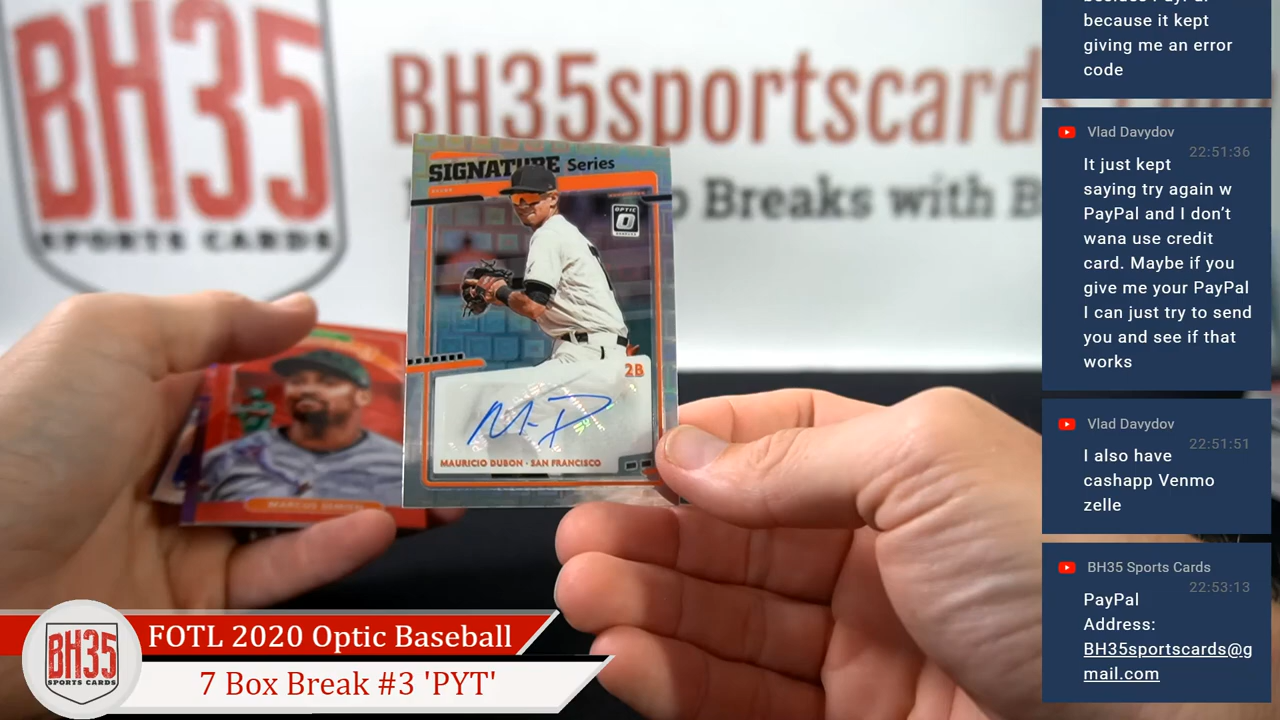 BH35
SPORTS CARDS
BH35sportscard
Breaks with B
SIGNATURE Series
OPTIC
2B
MAURICIO DUBON · SAN FRANCISCO
MARCUS SEMIEN
FOTL 2020 Optic Baseball
7 Box Break #3 'PYT'
BH35
SPORTS CARDS
because it kept
giving me an error
code
Vlad Davydov
22:51:36
It just kept
saying try again w
PayPal and I don't
wana use credit
card. Maybe if you
give me your PayPal
I can just try to send
you and see if that
works
Vlad Davydov
22:51:51
I also have
cashapp Venmo
zelle
BH35 Sports Cards
22:53:13
PayPal
Address:
BH35sportscards@g
mail.com